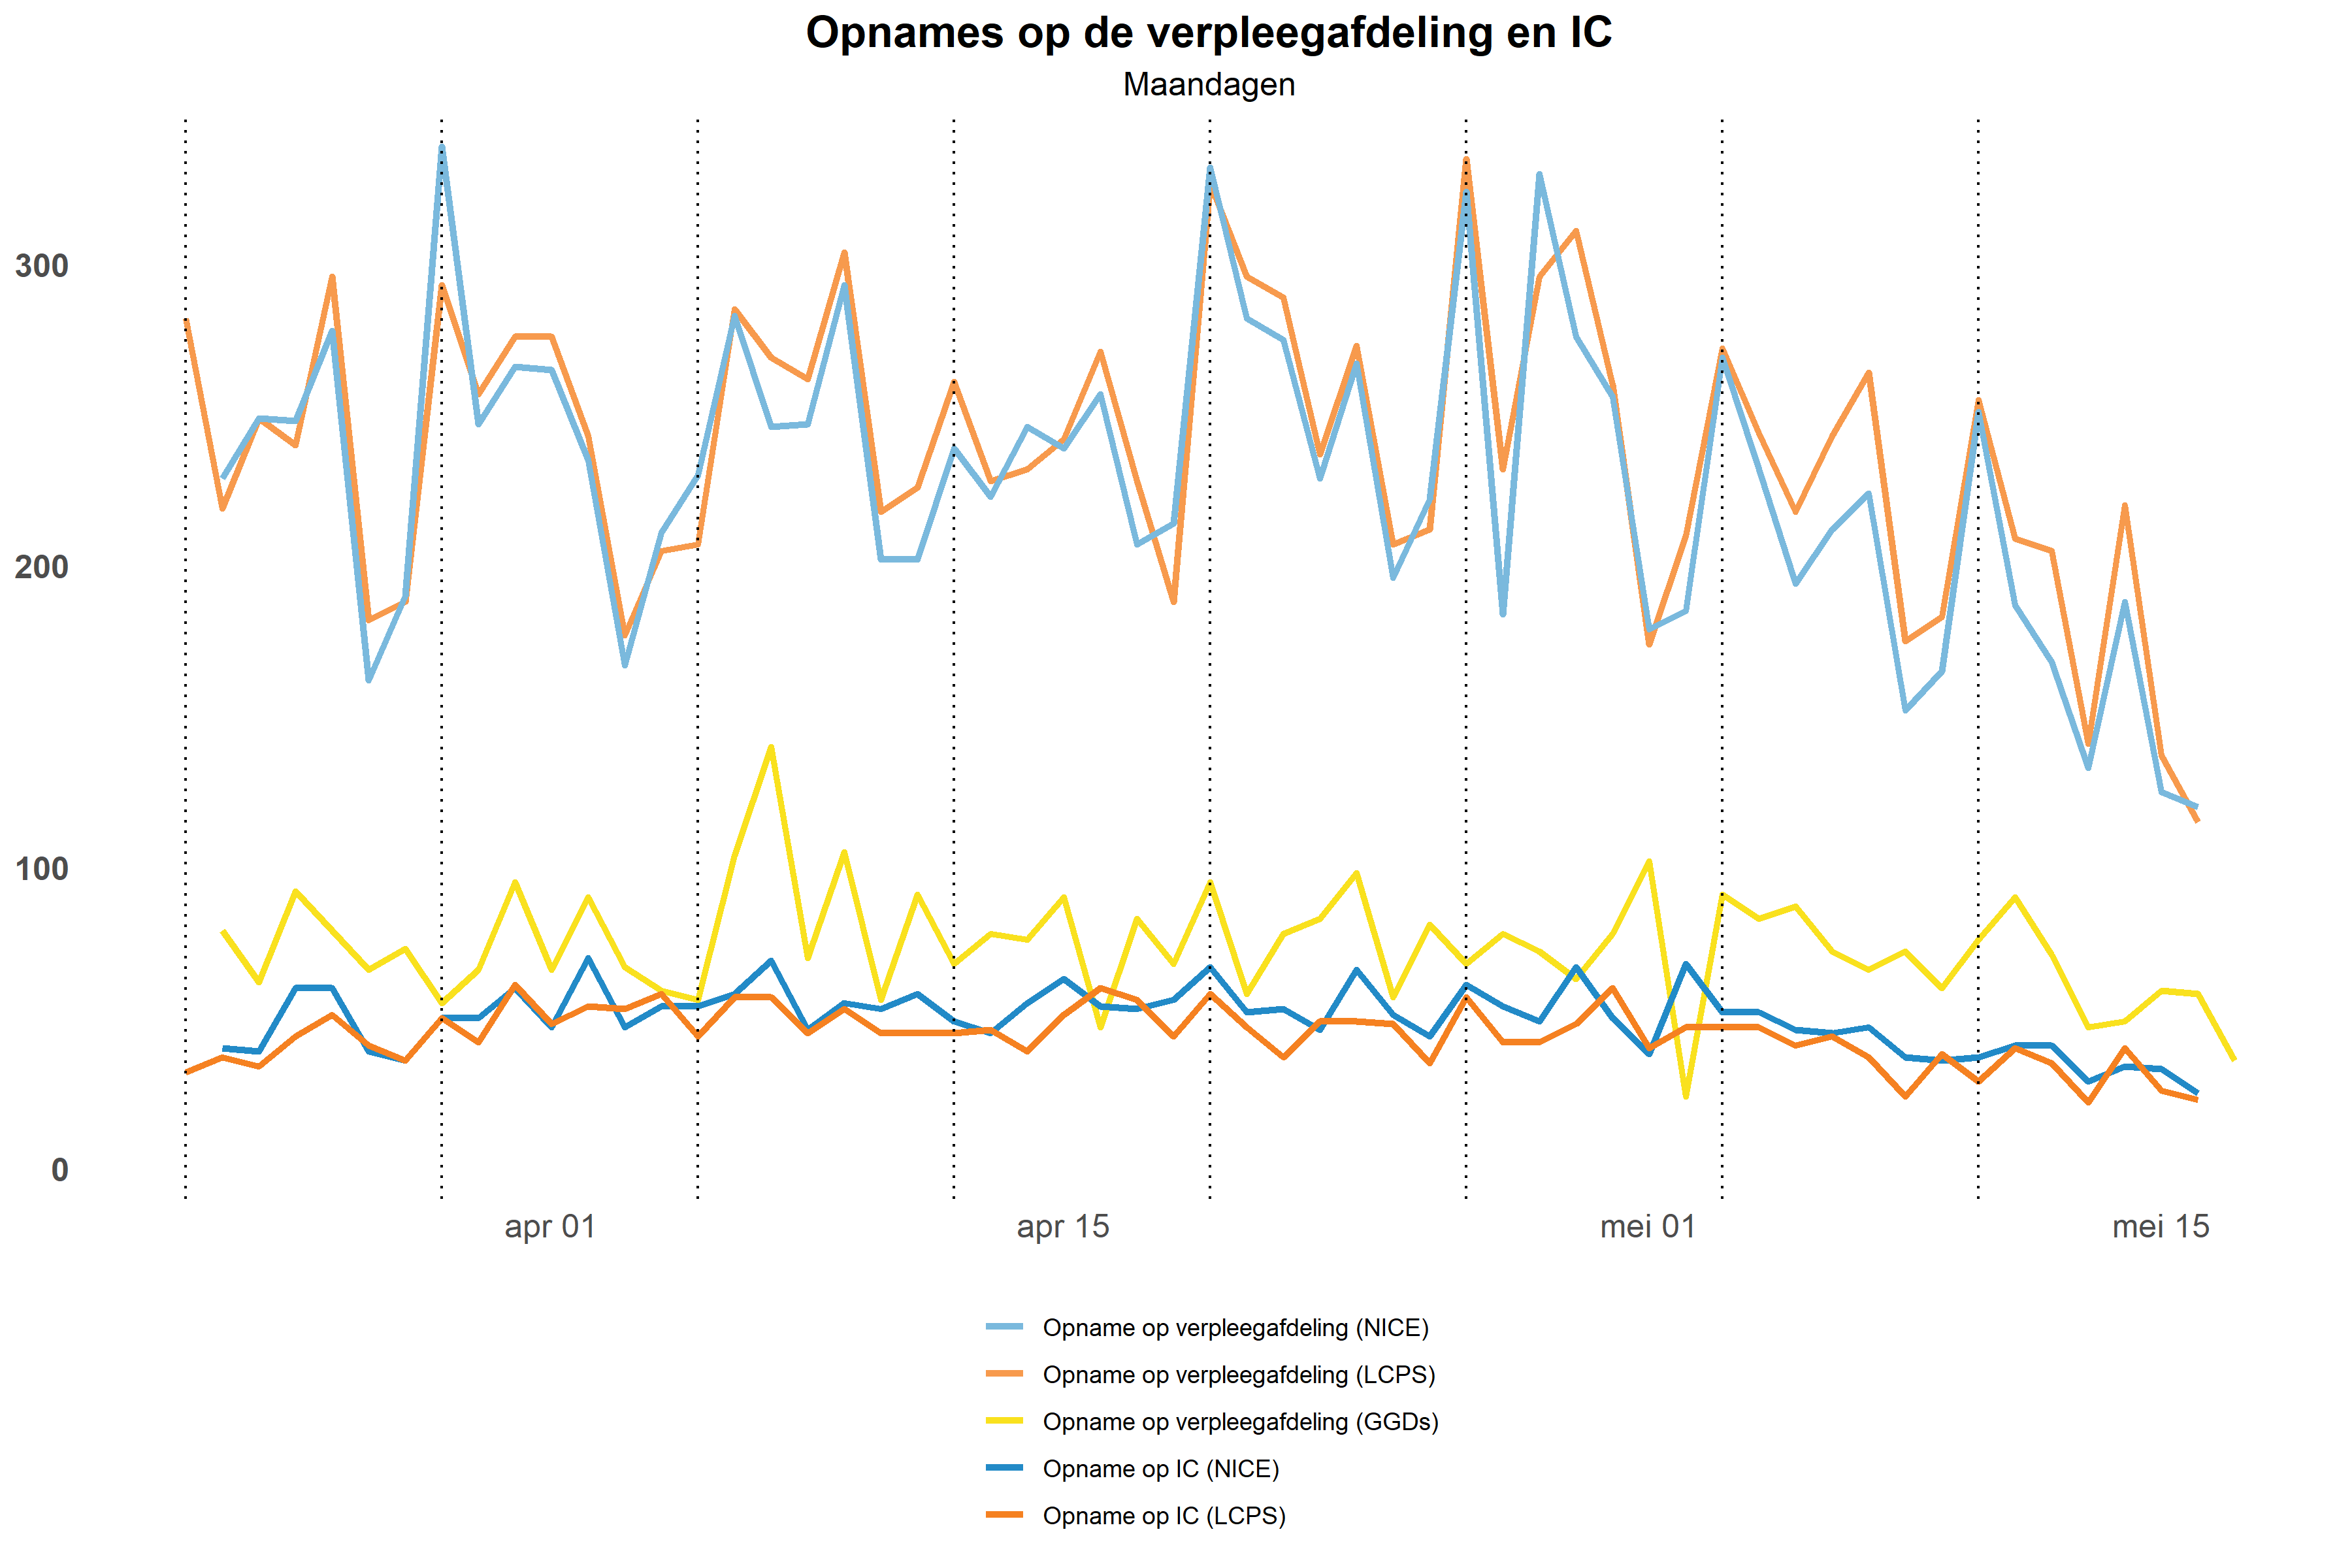 Opnames op de verpleegafdeling en IC
Maandagen
300
200
100
0
apr 01 apr 15 mei 01 mei 15
Opname op verpleegafdeling (NICE)
Opname op verpleegafdeling (LCPS)
Opname op verpleegafdeling (GGDs)
Opname op IC (NICE)
Opname op IC (LCPS)